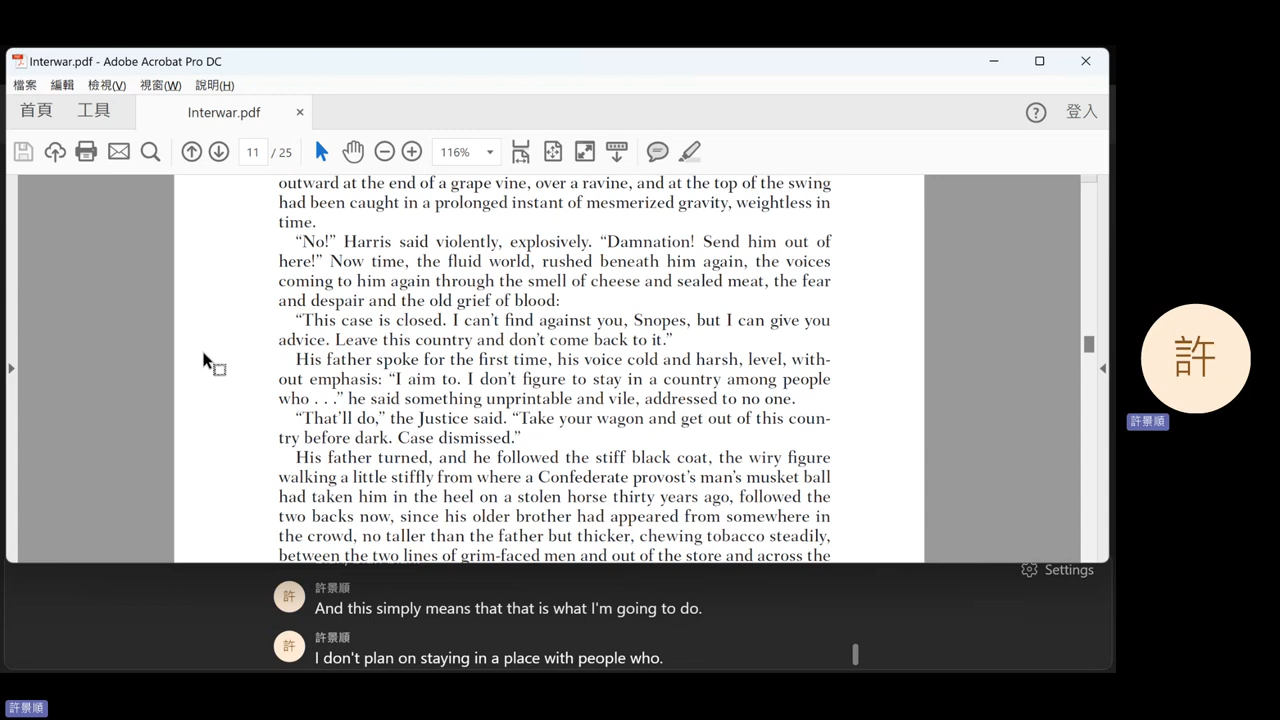 Interwar.pdf - Adobe Acrobat Pro DC
檔案 編輯 檢視(V) 視窗(W) 說明(H)
首頁 工具 Interwar.pdf × 登入
11 / 25 116%
outward at the end of a grape vine, over a ravine, and at the top of the swing
had been caught in a prolonged instant of mesmerized gravity, weightless in
time.
“No!” Harris said violently, explosively. “Damnation! Send him out of
here!” Now time, the fluid world, rushed beneath him again, the voices
coming to him again through the smell of cheese and sealed meat, the fear
and despair and the old grief of blood:
“This case is closed. I can’t find against you, Snopes, but I can give you
advice. Leave this country and don’t come back to it.”
His father spoke for the first time, his voice cold and harsh, level, with-
out emphasis: “I aim to. I don’t figure to stay in a country among people
who . . .” he said something unprintable and vile, addressed to no one.
“That’ll do,” the Justice said. “Take your wagon and get out of this coun-
try before dark. Case dismissed.”
His father turned, and he followed the stiff black coat, the wiry figure
walking a little stiffly from where a Confederate provost’s man’s musket ball
had taken him in the heel on a stolen horse thirty years ago, followed the
two backs now, since his older brother had appeared from somewhere in
the crowd, no taller than the father but thicker, chewing tobacco steadily,
between the two lines of grim-faced men and out of the store and across the
Settings
許 許景順
And this simply means that that is what I'm going to do.
許 許景順
I don't plan on staying in a place with people who.
許
許景順
許景順